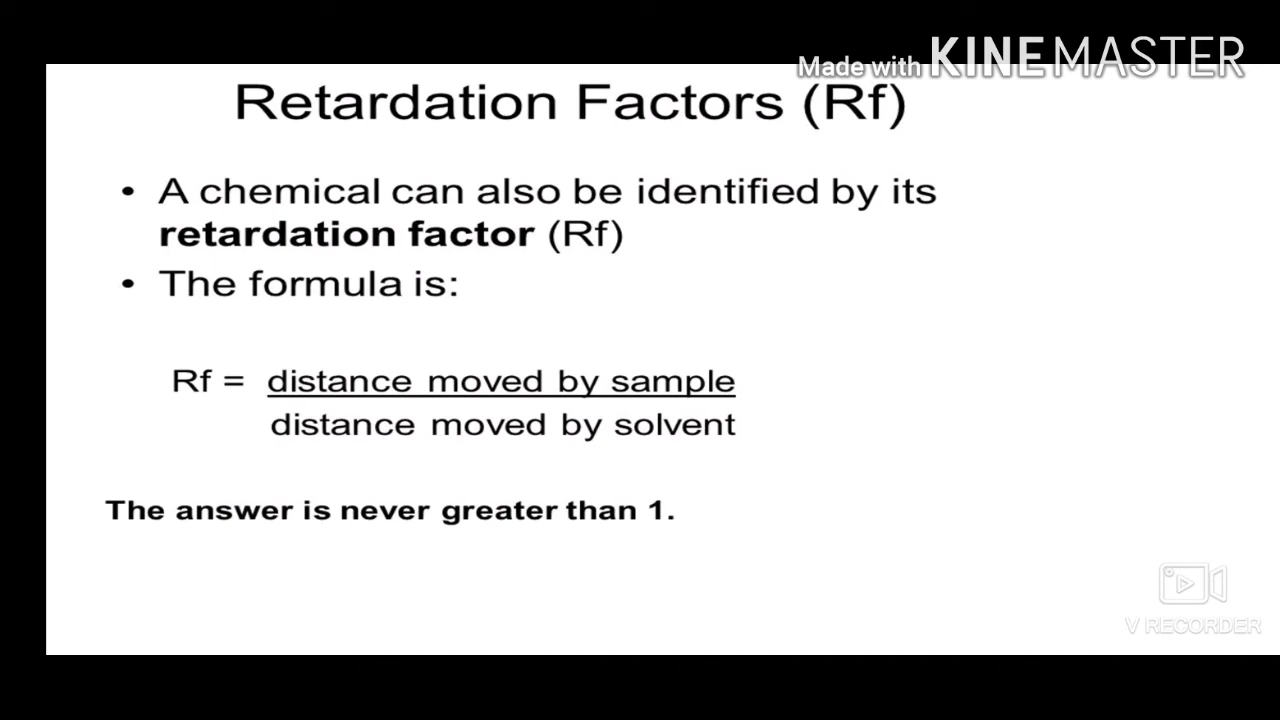 Made with KINEMASTER
Retardation Factors (Rf)
• A chemical can also be identified by its
retardation factor (Rf)
• The formula is:
Rf = distance moved by sample
distance moved by solvent
The answer is never greater than 1.
V RECORDER